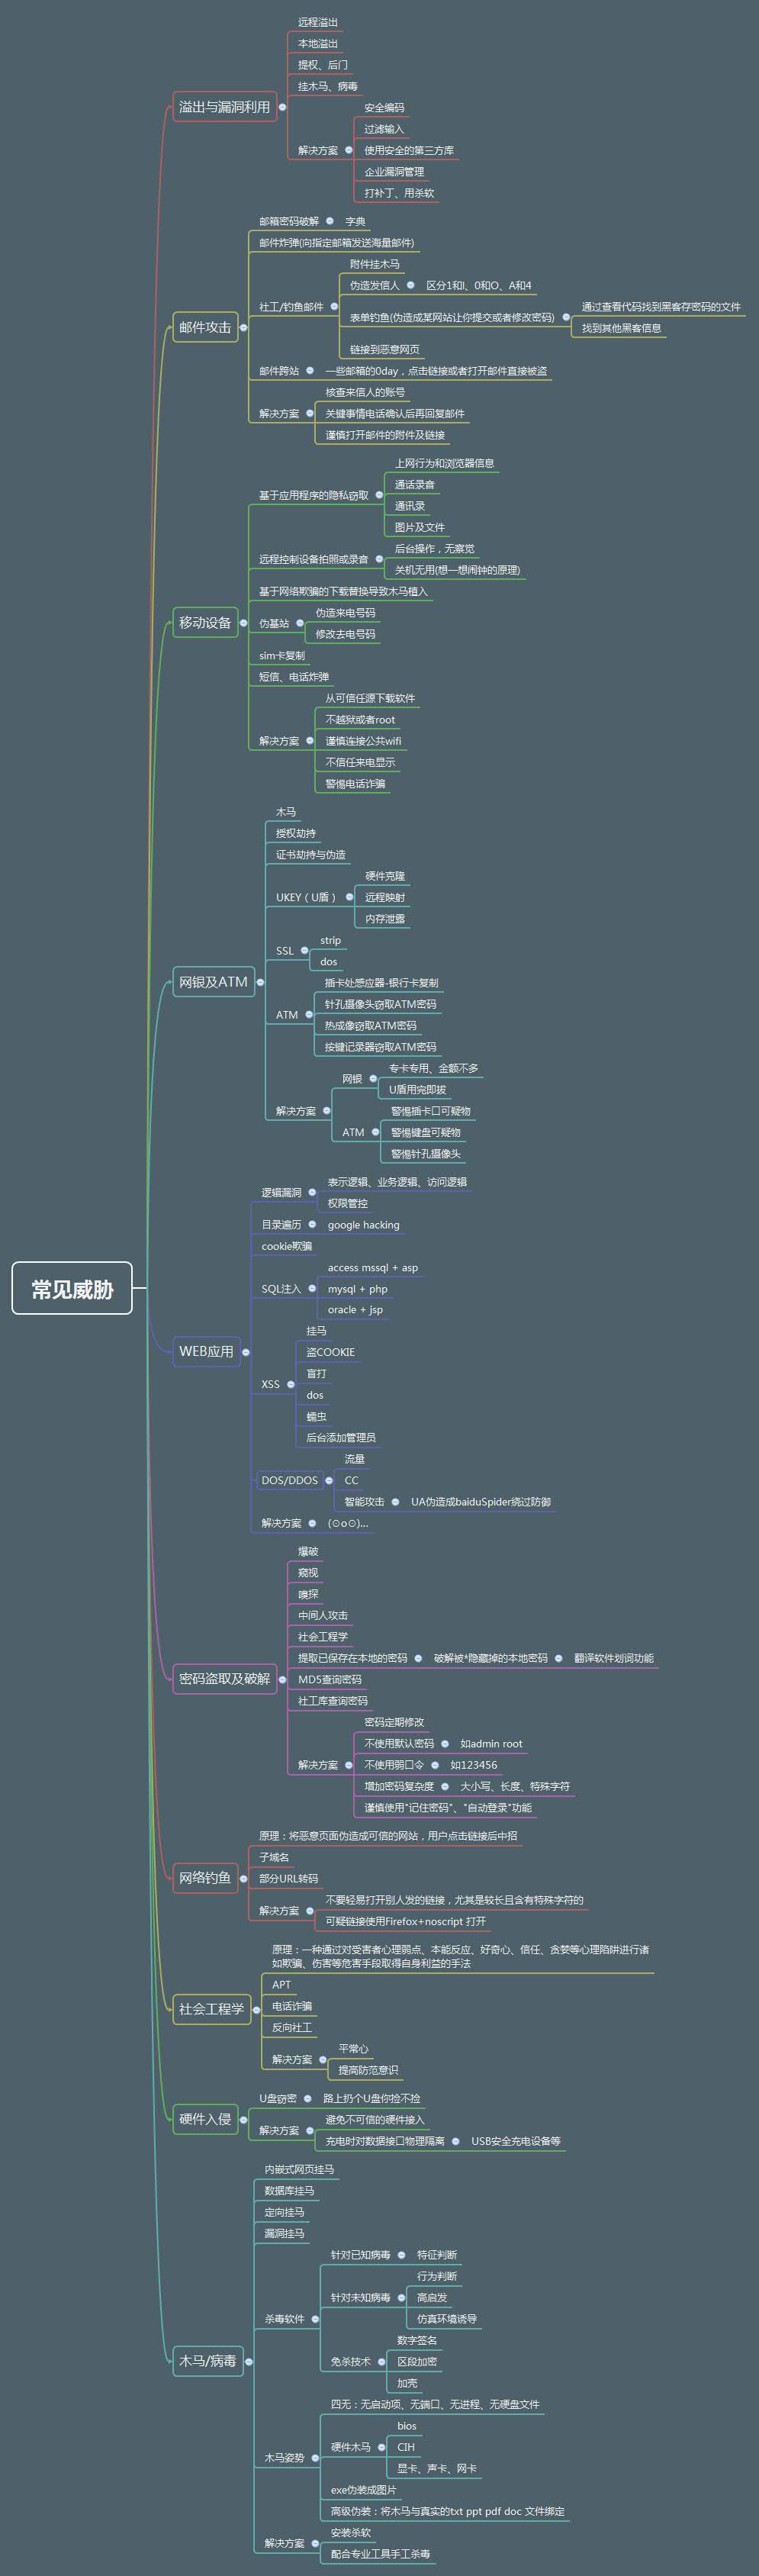 常见威胁
溢出与漏洞利用
远程溢出
本地溢出
提权、后门
挂木马、病毒
解决方案
安全编码
过滤输入
使用安全的第三方库
企业漏洞管理
打补丁、用杀软
邮件攻击
邮箱密码破解
字典
邮件炸弹(向指定邮箱发送海量邮件)
社工/钓鱼邮件
附件挂木马
伪造发信人
区分1和l、0和O、A和4
表单钓鱼(伪造成某网站让你提交或者修改密码)
通过查看代码找到黑客存密码的文件
找到其他黑客信息
链接到恶意网页
邮件跨站
一些邮箱的0day，点击链接或者打开邮件直接被盗
解决方案
核查来信人的账号
关键事情电话确认后再回复邮件
谨慎打开邮件的附件及链接
移动设备
基于应用程序的隐私窃取
上网行为和浏览器信息
通话录音
通讯录
图片及文件
远程控制设备拍照或录音
后台操作，无察觉
关机无用(想一想闹钟的原理)
基于网络欺骗的下载替换导致木马植入
伪基站
伪造来电号码
修改去电号码
sim卡复制
短信、电话炸弹
解决方案
从可信任源下载软件
不越狱或者root
谨慎连接公共wifi
不信任来电显示
警惕电话诈骗
网银及ATM
木马
授权劫持
证书劫持与伪造
UKEY（U盾）
硬件克隆
远程映射
内存泄露
SSL
strip
dos
ATM
插卡处感应器-银行卡复制
针孔摄像头窃取ATM密码
热成像窃取ATM密码
按键记录器窃取ATM密码
解决方案
网银
专卡专用、金额不多
U盾用完即拔
ATM
警惕插卡口可疑物
警惕键盘可疑物
警惕针孔摄像头
WEB应用
逻辑漏洞
表示逻辑、业务逻辑、访问逻辑
权限管控
目录遍历
google hacking
cookie欺骗
SQL注入
access mssql + asp
mysql + php
oracle + jsp
XSS
挂马
盗COOKIE
盲打
dos
蠕虫
后台添加管理员
DOS/DDOS
流量
CC
智能攻击
UA伪造成baiduSpider绕过防御
解决方案
(⊙o⊙)…
密码盗取及破解
爆破
窥视
嗅探
中间人攻击
社会工程学
提取已保存在本地的密码
破解被*隐藏掉的本地密码
翻译软件划词功能
MD5查询密码
社工库查询密码
解决方案
密码定期修改
不使用默认密码
如admin root
不使用弱口令
如123456
增加密码复杂度
大小写、长度、特殊字符
谨慎使用"记住密码"、"自动登录"功能
网络钓鱼
原理：将恶意页面伪造成可信的网站，用户点击链接后中招
子域名
部分URL转码
解决方案
不要轻易打开别人发的链接，尤其是较长且含有特殊字符的
可疑链接使用Firefox+noscript 打开
社会工程学
原理：一种通过对受害者心理弱点、本能反应、好奇心、信任、贪婪等心理陷阱进行诸
如欺骗、伤害等危害手段取得自身利益的手法
APT
电话诈骗
反向社工
解决方案
平常心
提高防范意识
硬件入侵
U盘窃密
路上扔个U盘你捡不捡
解决方案
避免不可信的硬件接入
充电时对数据接口物理隔离
USB安全充电设备等
木马/病毒
内嵌式网页挂马
数据库挂马
定向挂马
漏洞挂马
杀毒软件
针对已知病毒
特征判断
针对未知病毒
行为判断
高启发
仿真环境诱导
免杀技术
数字签名
区段加密
加壳
木马姿势
四无：无启动项、无端口、无进程、无硬盘文件
硬件木马
bios
CIH
显卡、声卡、网卡
exe伪装成图片
高级伪装：将木马与真实的txt ppt pdf doc 文件绑定
解决方案
安装杀软
配合专业工具手工杀毒